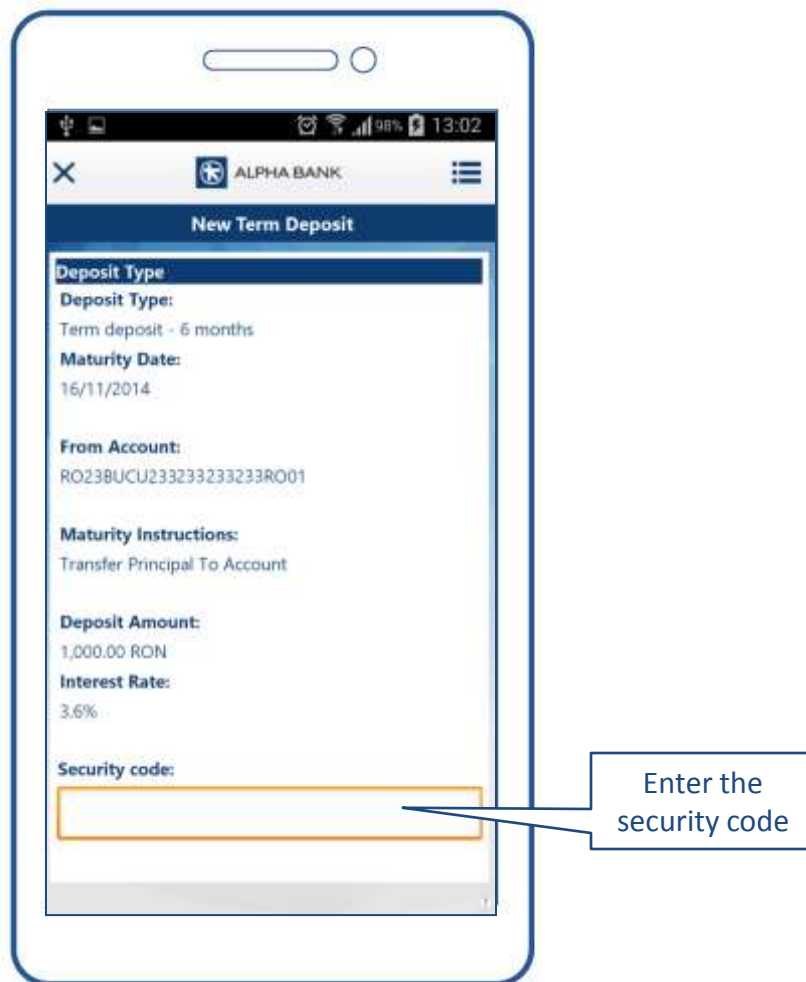 98% 13:02
ALPHA BANK
New Term Deposit
Deposit Type
Deposit Type:
Term deposit - 6 months
Maturity Date:
16/11/2014
From Account:
RO23BUCU233233233233RO01
Maturity Instructions:
Transfer Principal To Account
Deposit Amount:
1,000.00 RON
Interest Rate:
3.6%
Security code:
Enter the
security code